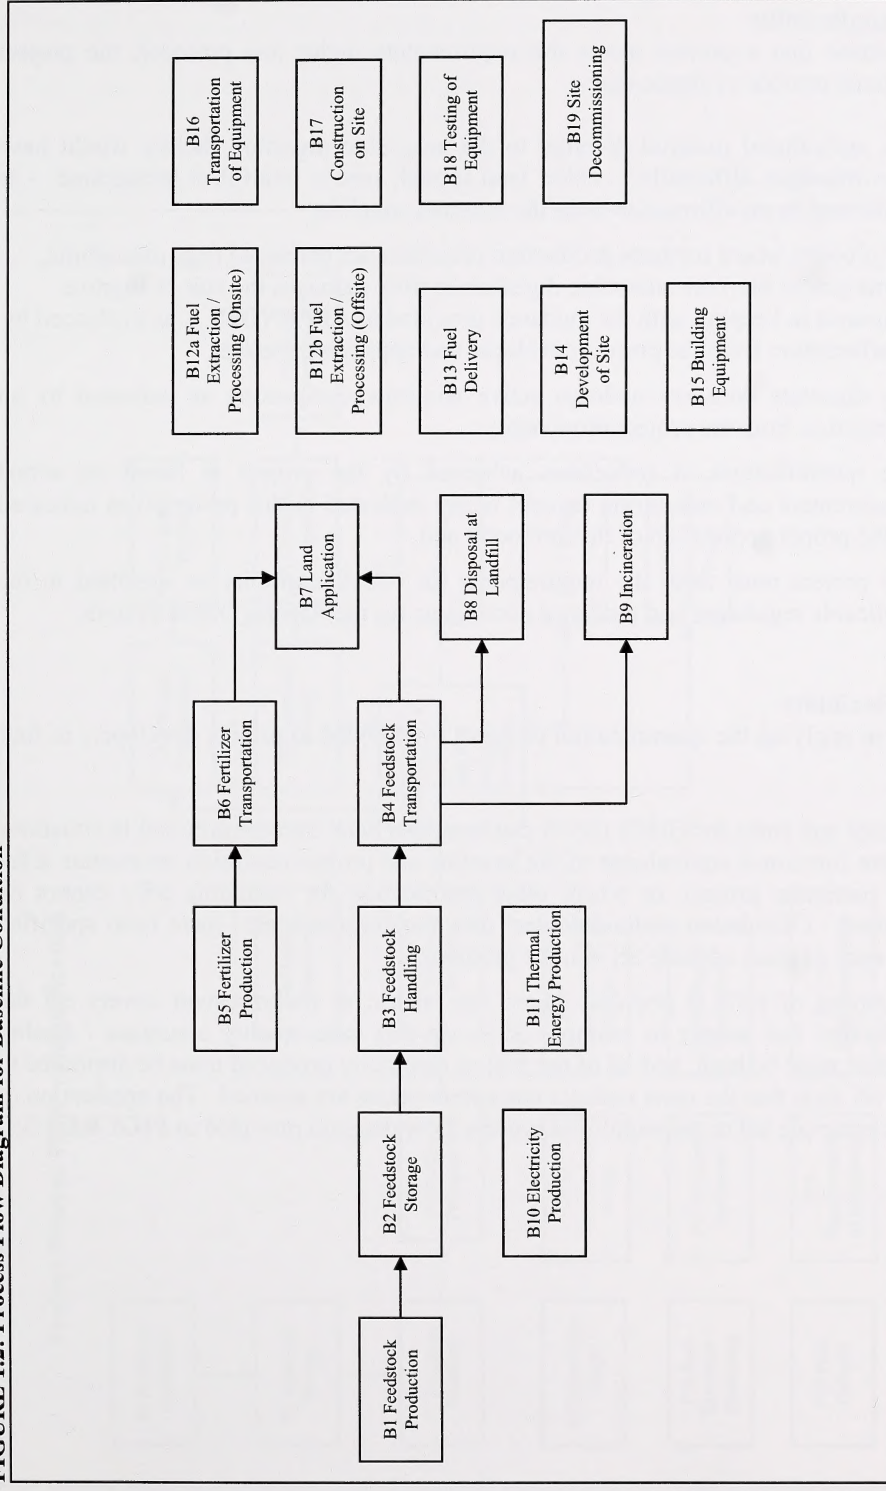 FIGURE 1.2: Process Flow Diagram for Baseline Condition
B1 Feedstock
Production
B2 Feedstock
Storage
B3 Feedstock
Handling
B4 Feedstock
Transportation
B5 Fertilizer
Production
B6 Fertilizer
Transportation
B7 Land
Application
B8 Disposal at
Landfill
B9 Incineration
B10 Electricity
Production
B11 Thermal
Energy Production
B12a Fuel
Extraction /
Processing (Onsite)
B12b Fuel
Extraction /
Processing (Offsite)
B13 Fuel
Delivery
B14
Development
of Site
B15 Building
Equipment
B16
Transportation
of Equipment
B17
Construction
on Site
B18 Testing of
Equipment
B19 Site
Decommissioning